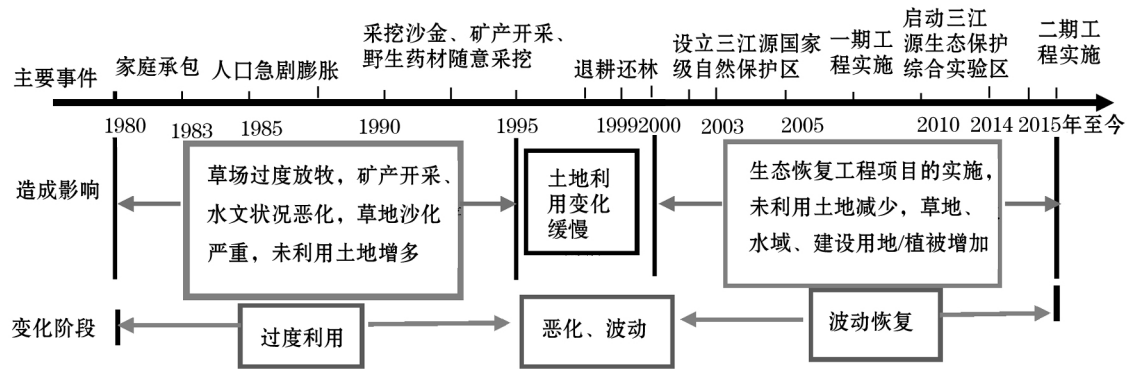 主要事件
家庭承包
人口急剧膨胀
采挖沙金、矿产开采、
野生药材随意采挖
退耕还林
设立三江源国家
级自然保护区
一期工
程实施
启动三江
源生态保护
综合实验区
二期工
程实施
1980
1983
1985
1990
1995
1999
2000
2003
2005
2010
2014
2015年至今
造成影响
草场过度放牧，矿产开采、
水文状况恶化，草地沙化
严重，未利用土地增多
土地利
用变化
缓慢
生态恢复工程项目的实施，
未利用土地减少，草地、
水域、建设用地/植被增加
变化阶段
过度利用
恶化、波动
波动恢复